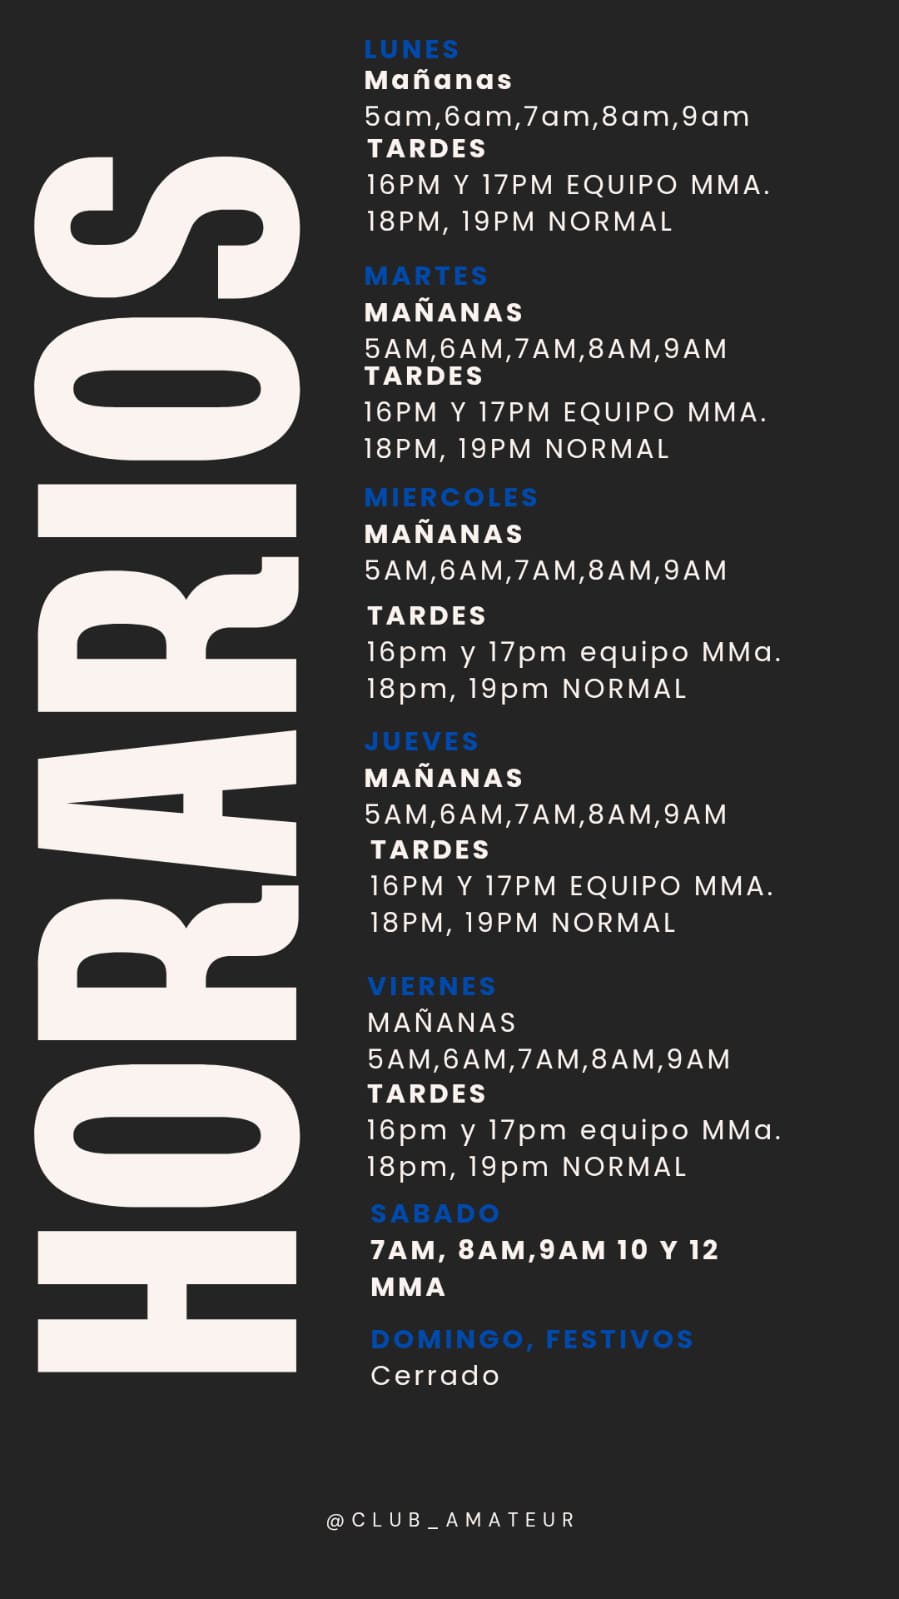 HORARIOS
LUNES
Mañanas
5am,6am,7am,8am,9am
TARDES
16PM Y 17PM EQUIPO MMA.
18PM, 19PM NORMAL
MARTES
MAÑANAS
5AM,6AM,7AM,8AM,9AM
TARDES
16PM Y 17PM EQUIPO MMA.
18PM, 19PM NORMAL
MIERCOLES
MAÑANAS
5AM,6AM,7AM,8AM,9AM
TARDES
16pm y 17pm equipo MMa.
18pm, 19pm NORMAL
JUEVES
MAÑANAS
5AM,6AM,7AM,8AM,9AM
TARDES
16PM Y 17PM EQUIPO MMA.
18PM, 19PM NORMAL
VIERNES
MAÑANAS
5AM,6AM,7AM,8AM,9AM
TARDES
16pm y 17pm equipo MMa.
18pm, 19pm NORMAL
SABADO
7AM, 8AM,9AM 10 Y 12
MMA
DOMINGO, FESTIVOS
Cerrado
@CLUB_AMATEUR